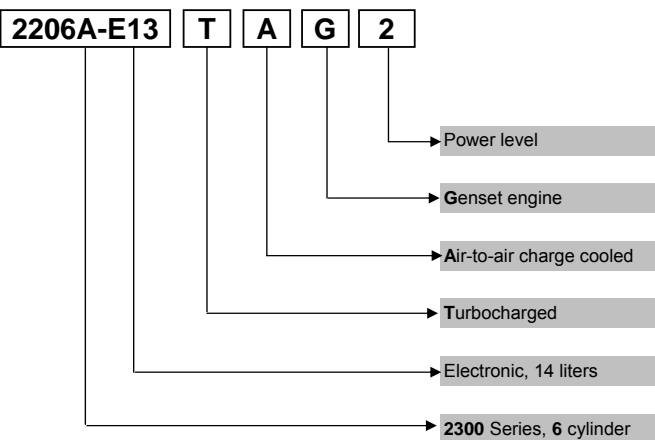 2206A-E13 T A G 2
Power level
Genset engine
Air-to-air charge cooled
Turbocharged
Electronic, 14 liters
2300 Series, 6 cylinder